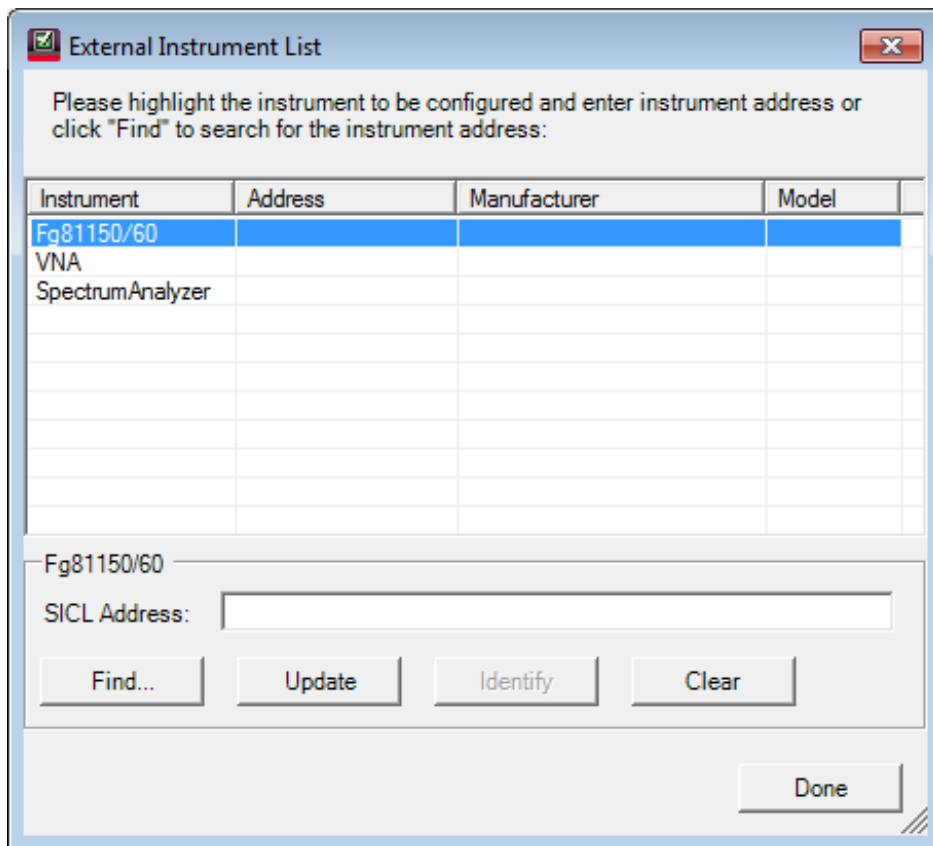 External Instrument List
Please highlight the instrument to be configured and enter instrument address or
click "Find" to search for the instrument address:
Instrument Address Manufacturer Model
Fg81150/60
VNA
SpectrumAnalyzer
Fg81150/60
SICL Address:
Find... Update Identify Clear
Done